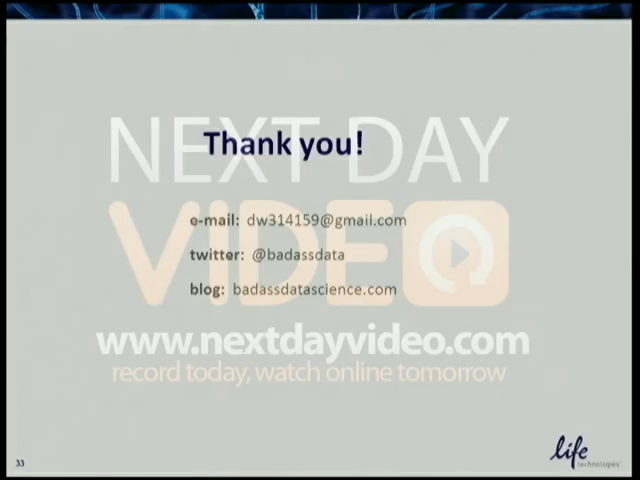 NEXT DAY
Thank you!
ViDEO
e-mail: dw314159@gmail.com
twitter: @badassdata
blog: badassdatascience.com
www.nextdayvideo.com
record today, watch online tomorrow
33
life
technologies